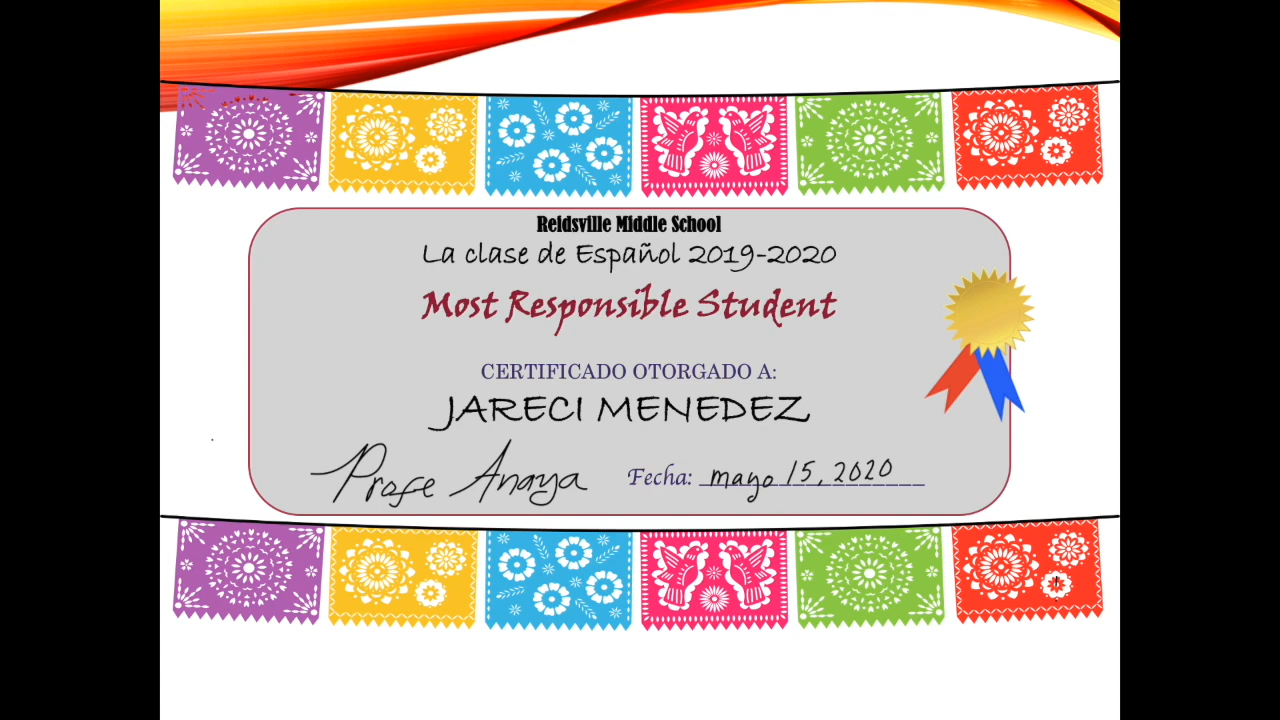 Reidsville Middle School
La clase de Español 2019-2020
Most Responsible Student
CERTIFICADO OTORGADO A:
JARECI MENEDEZ
Profe Anaya Fecha: mayo 15, 2020